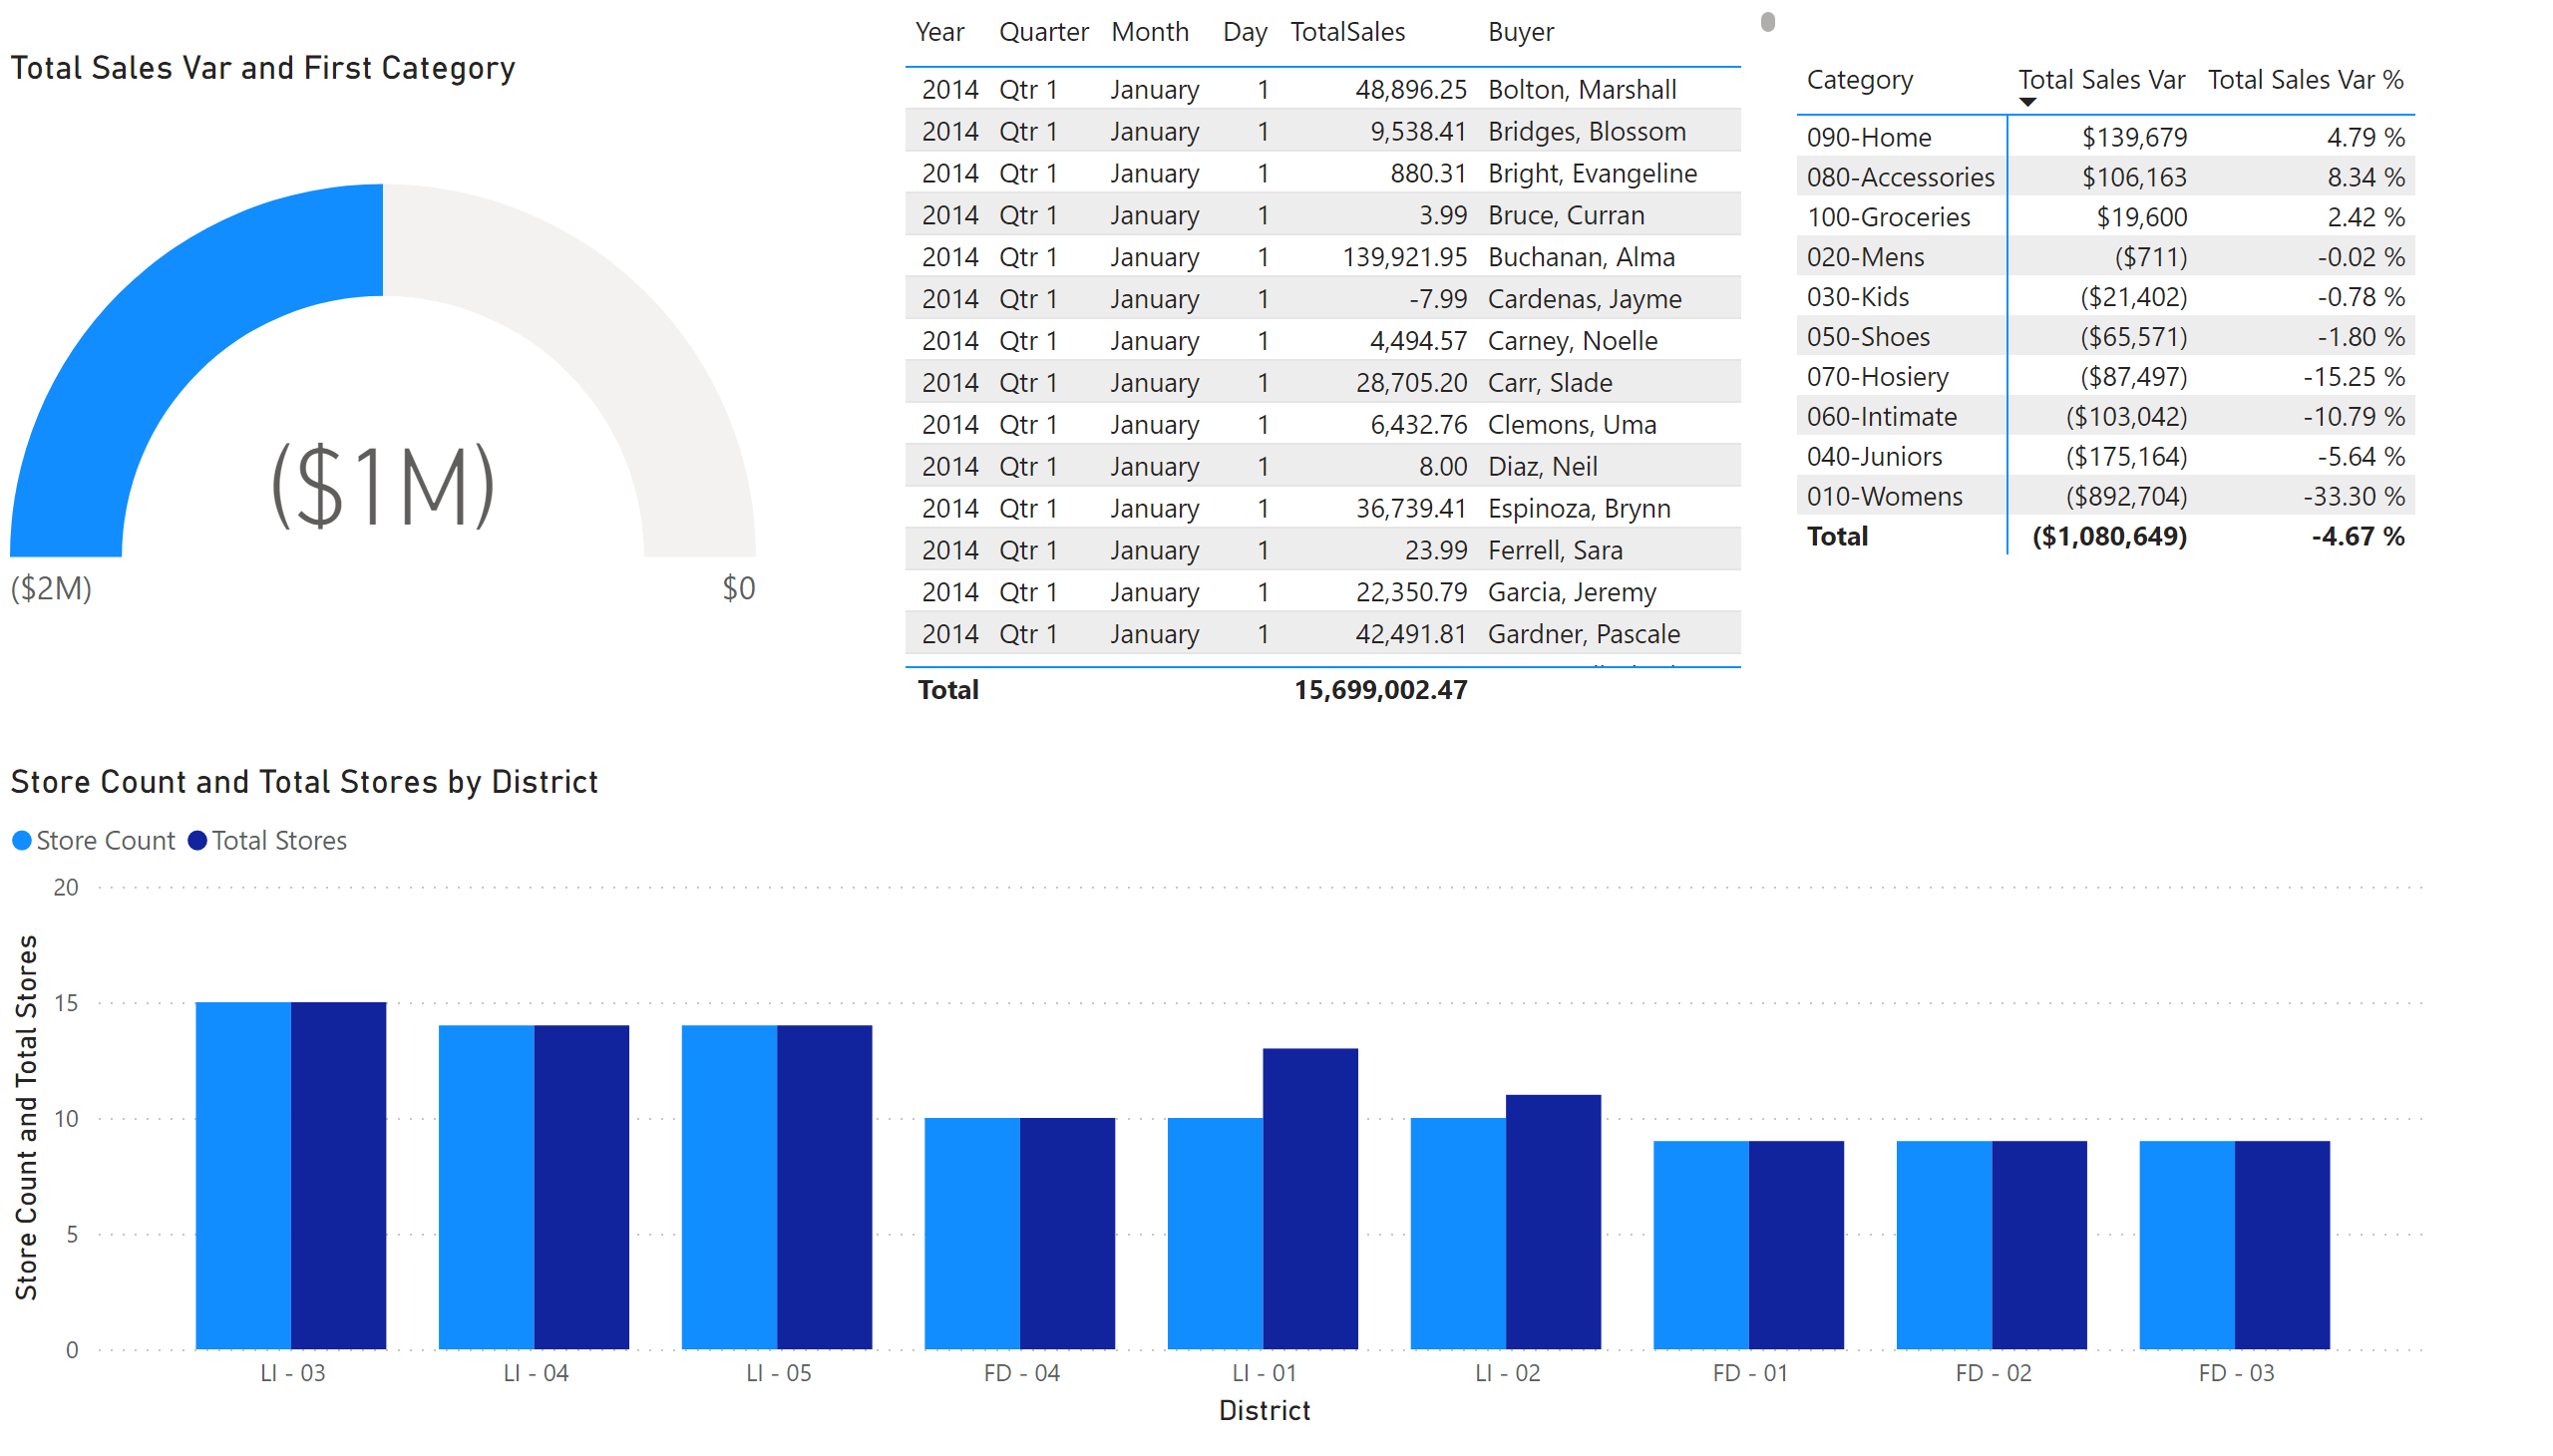 Total Sales Var and First Category
($1M)
($2M) $0
Year Quarter Month Day TotalSales Buyer
2014 Qtr 1 January 1 48,896.25 Bolton, Marshall
2014 Qtr 1 January 1 9,538.41 Bridges, Blossom
2014 Qtr 1 January 1 880.31 Bright, Evangeline
2014 Qtr 1 January 1 3.99 Bruce, Curran
2014 Qtr 1 January 1 139,921.95 Buchanan, Alma
2014 Qtr 1 January 1 -7.99 Cardenas, Jayme
2014 Qtr 1 January 1 4,494.57 Carney, Noelle
2014 Qtr 1 January 1 28,705.20 Carr, Slade
2014 Qtr 1 January 1 6,432.76 Clemons, Uma
2014 Qtr 1 January 1 8.00 Diaz, Neil
2014 Qtr 1 January 1 36,739.41 Espinoza, Brynn
2014 Qtr 1 January 1 23.99 Ferrell, Sara
2014 Qtr 1 January 1 22,350.79 Garcia, Jeremy
2014 Qtr 1 January 1 42,491.81 Gardner, Pascale
Total 15,699,002.47
Category Total Sales Var Total Sales Var %
090-Home $139,679 4.79 %
080-Accessories $106,163 8.34 %
100-Groceries $19,600 2.42 %
020-Mens ($711) -0.02 %
030-Kids ($21,402) -0.78 %
050-Shoes ($65,571) -1.80 %
070-Hosiery ($87,497) -15.25 %
060-Intimate ($103,042) -10.79 %
040-Juniors ($175,164) -5.64 %
010-Womens ($892,704) -33.30 %
Total ($1,080,649) -4.67 %
Store Count and Total Stores by District
Store Count Total Stores
Store Count and Total Stores
20
15
10
5
0
LI - 03 LI - 04 LI - 05 FD - 04 LI - 01 LI - 02 FD - 01 FD - 02 FD - 03
District